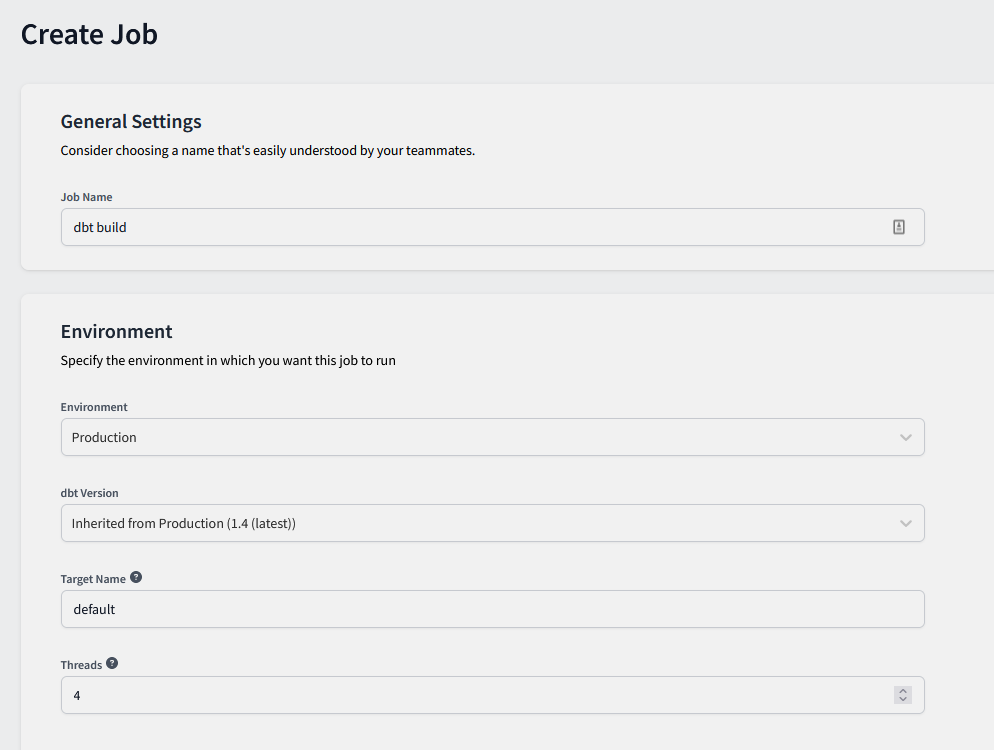 Create Job
General Settings
Consider choosing a name that's easily understood by your teammates.
Job Name
dbt build
Environment
Specify the environment in which you want this job to run
Environment
Production
dbt Version
Inherited from Production (1.4 (latest))
Target Name ?
default
Threads ?
4